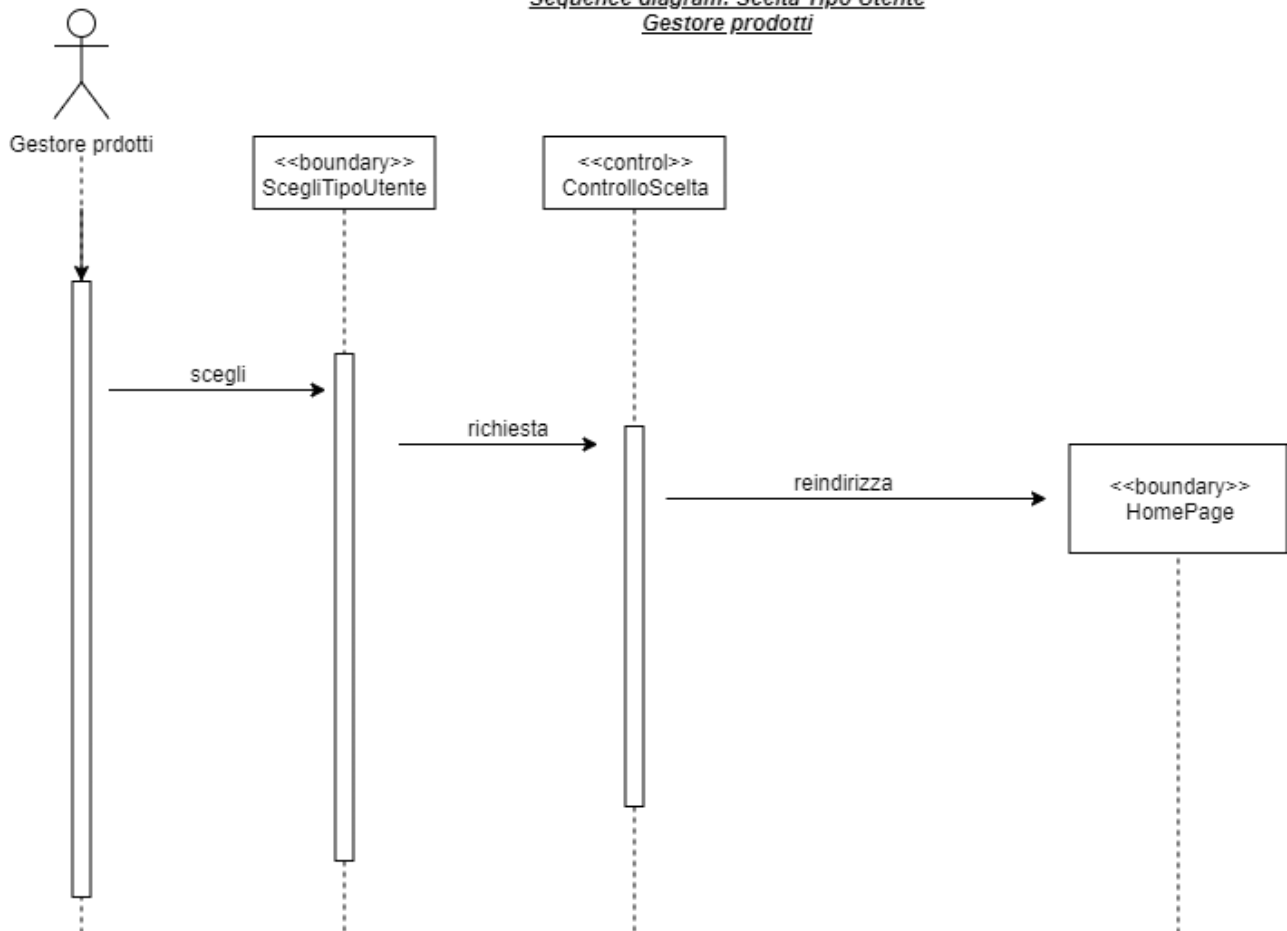 Sequence diagram: Scelta Tipo Utente
Gestore prodotti
Gestore prdotti
<<boundary>>
ScegliTipoUtente
<<control>>
ControlloScelta
scegli
richiesta
reindirizza
<<boundary>>
HomePage